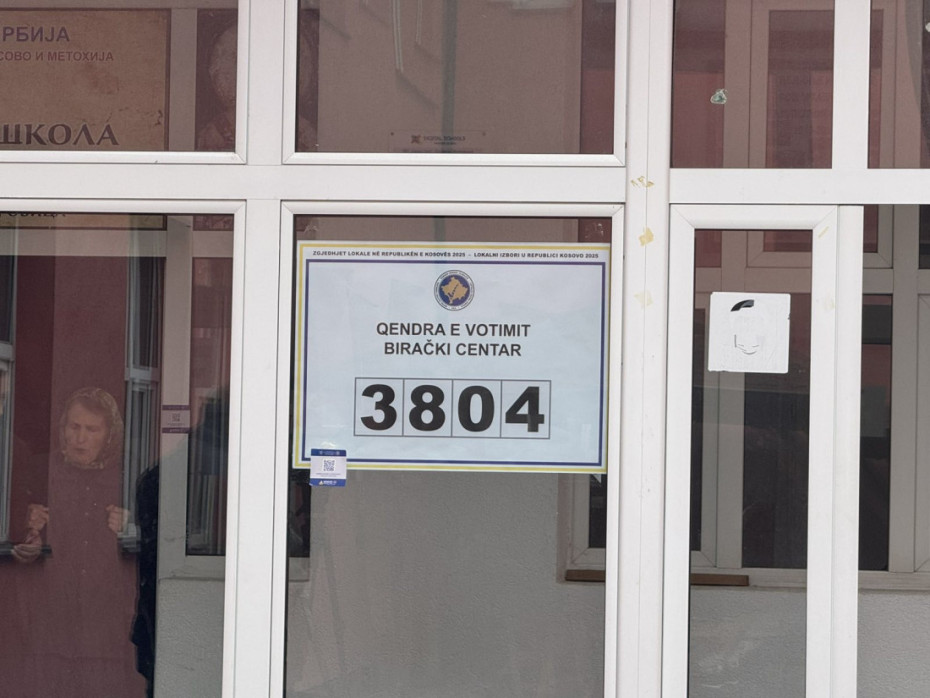 РБИЈА
СОВО И МЕТОХИЈА
ШКОЛА
ZGJEDHJET LOKALE NË REPUBLIKËN E KOSOVËS 2025 - LOKALNI IZBORI U REPUBLICI KOSOVO 2025
QENDRA E VOTIMIT
BIRAČKI CENTAR
3804